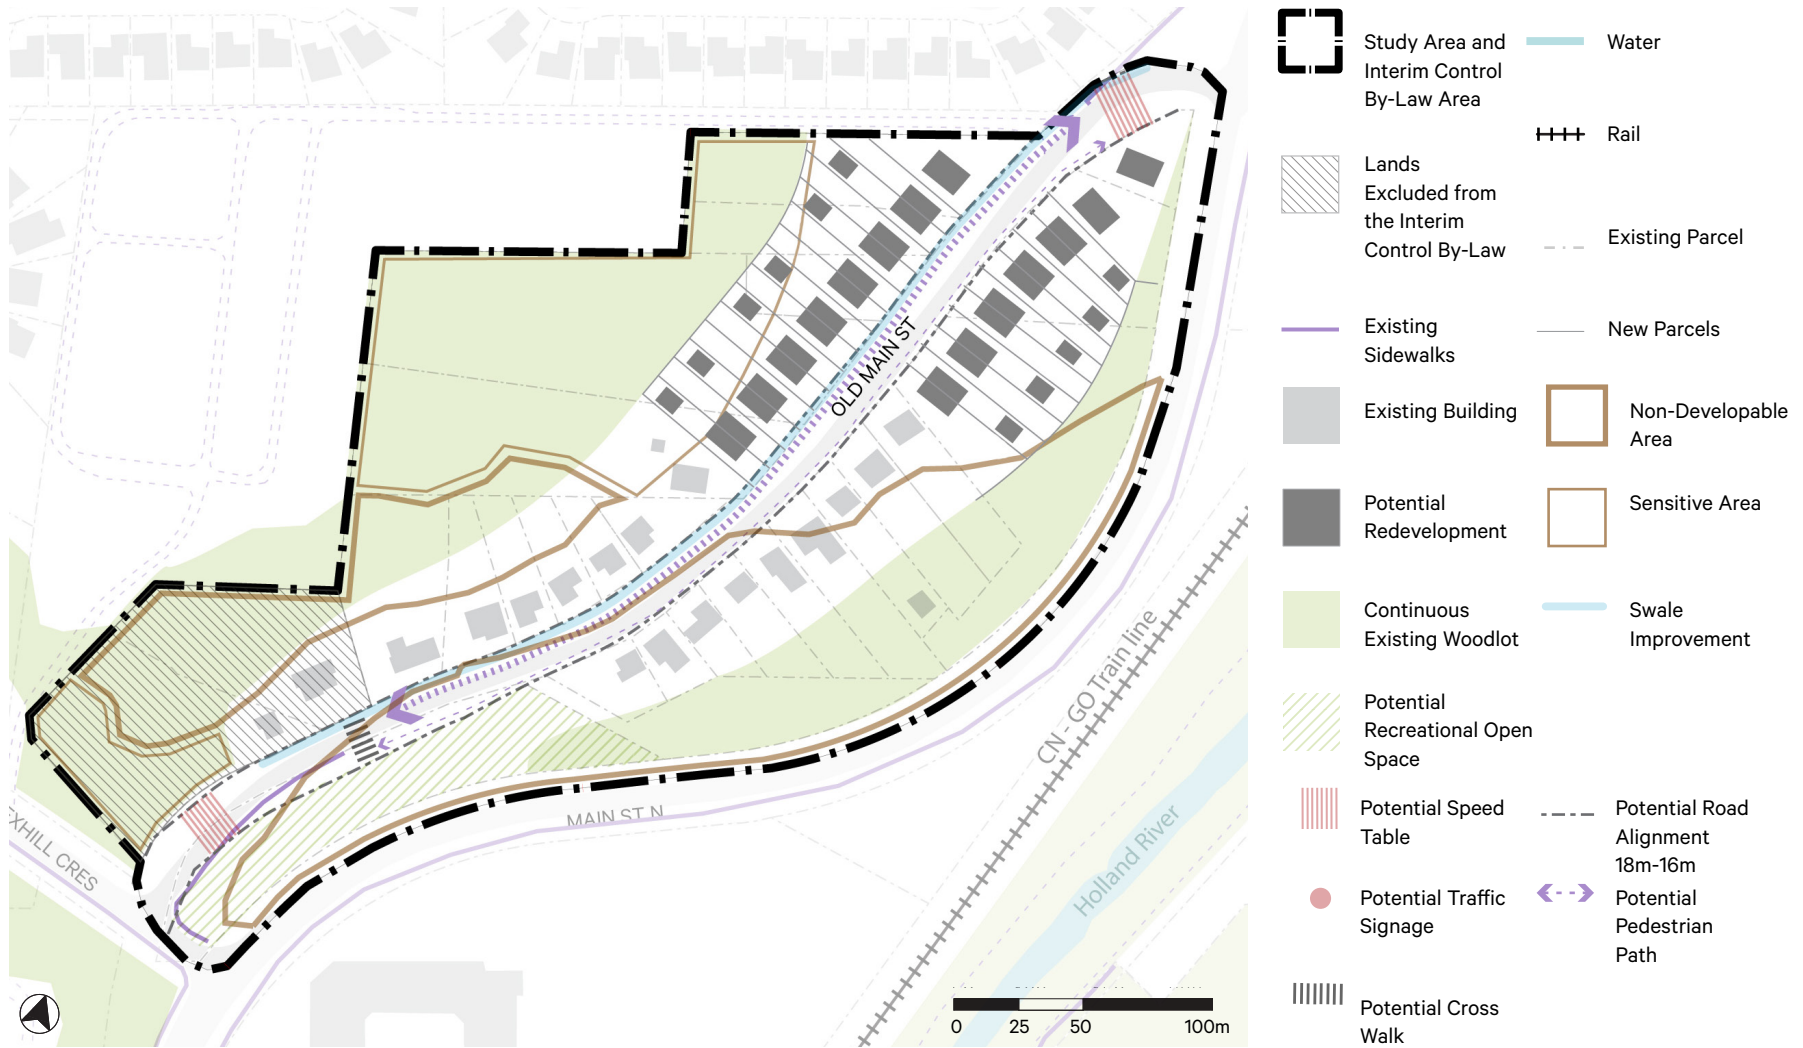 OLD MAIN ST
MAIN ST N
XHILL CRES
CN - GO Train line
Holland River
0 25 50 100m
Study Area and
Interim Control
By-Law Area
Lands
Excluded from
the Interim
Control By-Law
Existing
Sidewalks
Existing Building
Potential
Redevelopment
Continuous
Existing Woodlot
Potential
Recreational Open
Space
Potential Speed
Table
Potential Traffic
Signage
Potential Cross
Walk
Water
Rail
Existing Parcel
New Parcels
Non-Developable
Area
Sensitive Area
Swale
Improvement
Potential Road
Alignment
18m-16m
Potential
Pedestrian
Path